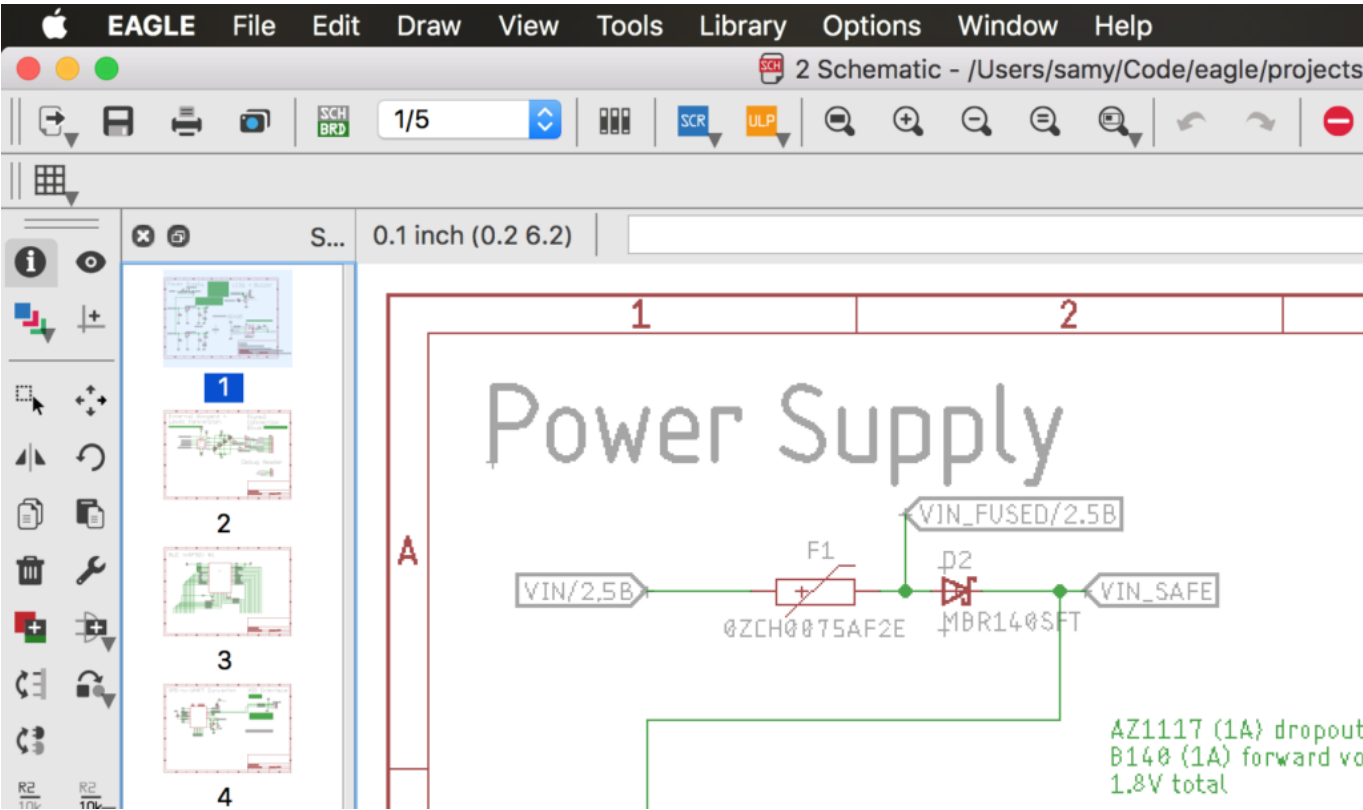 EAGLE File Edit Draw View Tools Library Options Window Help
SCH 2 Schematic - /Users/samy/Code/eagle/projects
SCH BRD 1/5 SCR ULP
S... 0.1 inch (0.2 6.2)
1 2
Power Supply
1
VIN_FUSED/2.5B
2
A
F1 D2
VIN/2.5B VIN_SAFE
0ZCH0075AF2E MBR140SFT
3
AZ1117 (1A) dropout
B140 (1A) forward vo
1.8V total
R2 R2
10k 10k
4